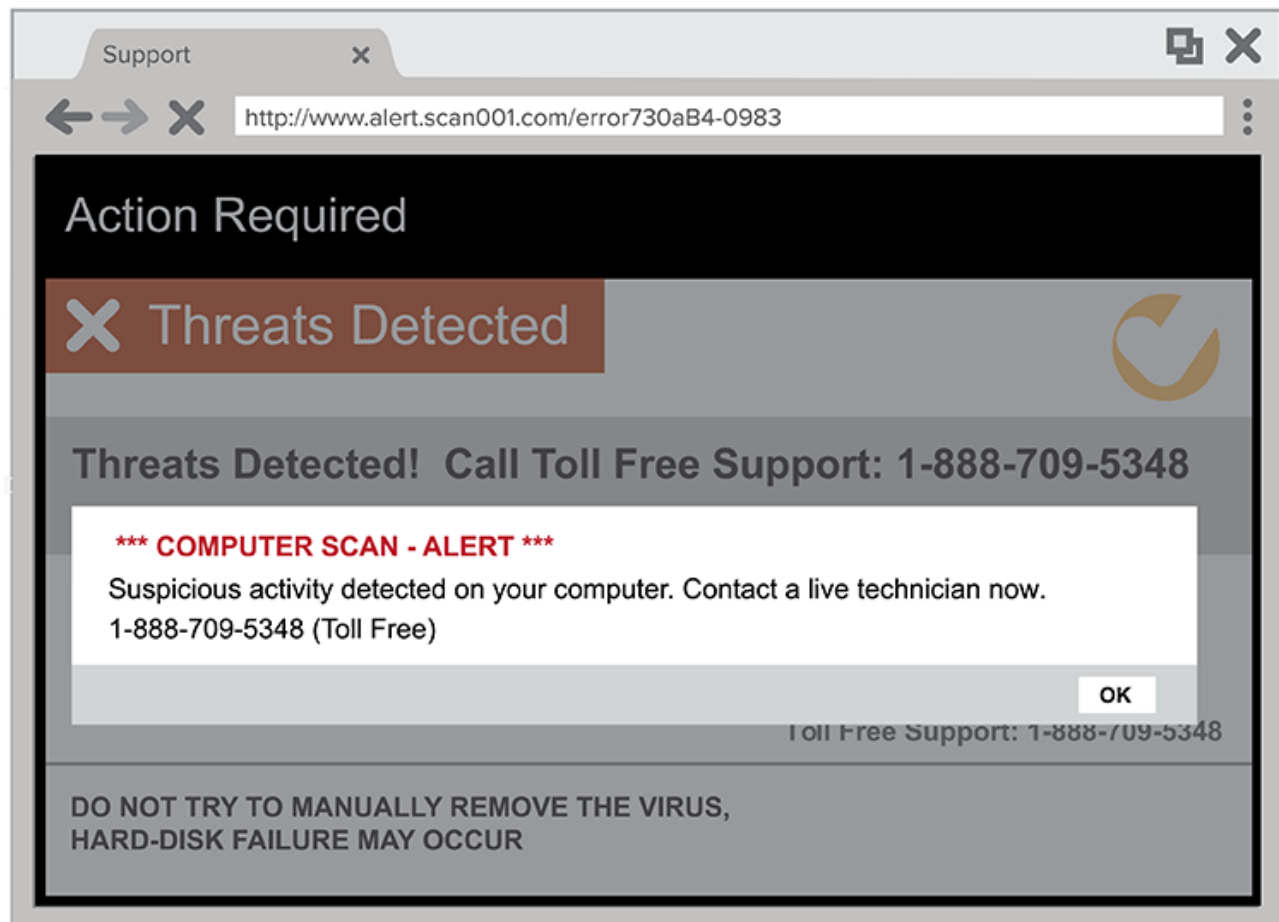 Support
http://www.alert.scan001.com/error730aB4-0983
Action Required
Threats Detected
Threats Detected!  Call Toll Free Support: 1-888-709-5348
*** COMPUTER SCAN - ALERT ***
Suspicious activity detected on your computer. Contact a live technician now.
1-888-709-5348 (Toll Free)
OK
Toll Free Support: 1-888-709-5348
DO NOT TRY TO MANUALLY REMOVE THE VIRUS,
HARD-DISK FAILURE MAY OCCUR